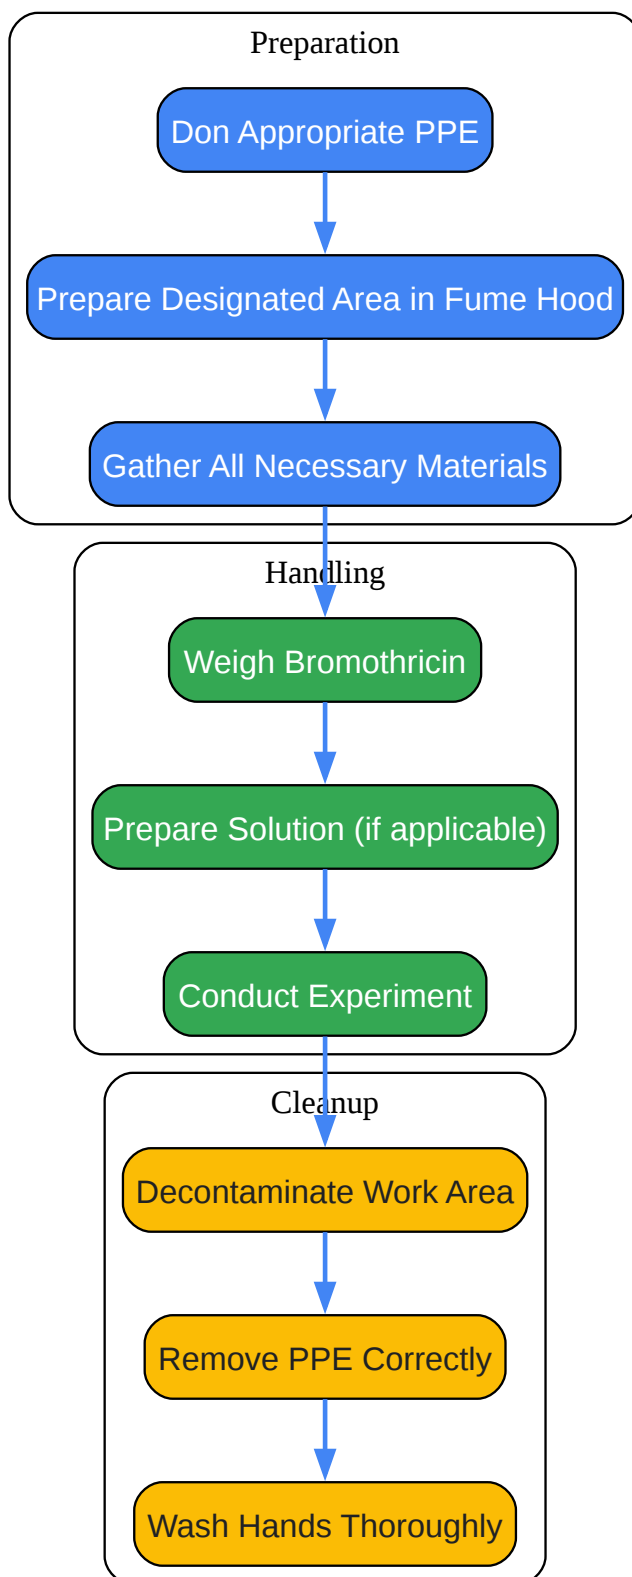 Preparation
Don Appropriate PPE
Prepare Designated Area in Fume Hood
Gather All Necessary Materials
Handling
Weigh Bromothricin
Prepare Solution (if applicable)
Conduct Experiment
Cleanup
Decontaminate Work Area
Remove PPE Correctly
Wash Hands Thoroughly